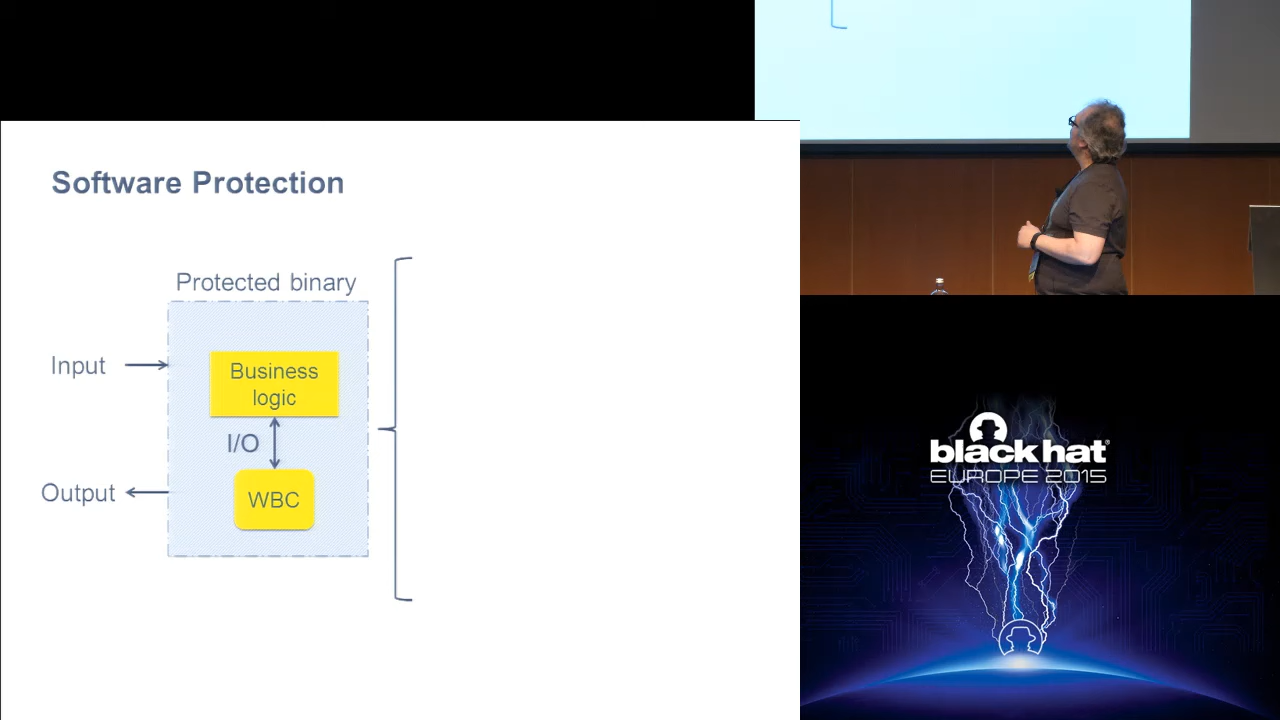 Software Protection
Protected binary
Input
Business
logic
I/O
Output
WBC
black hat
EUROPE 2015